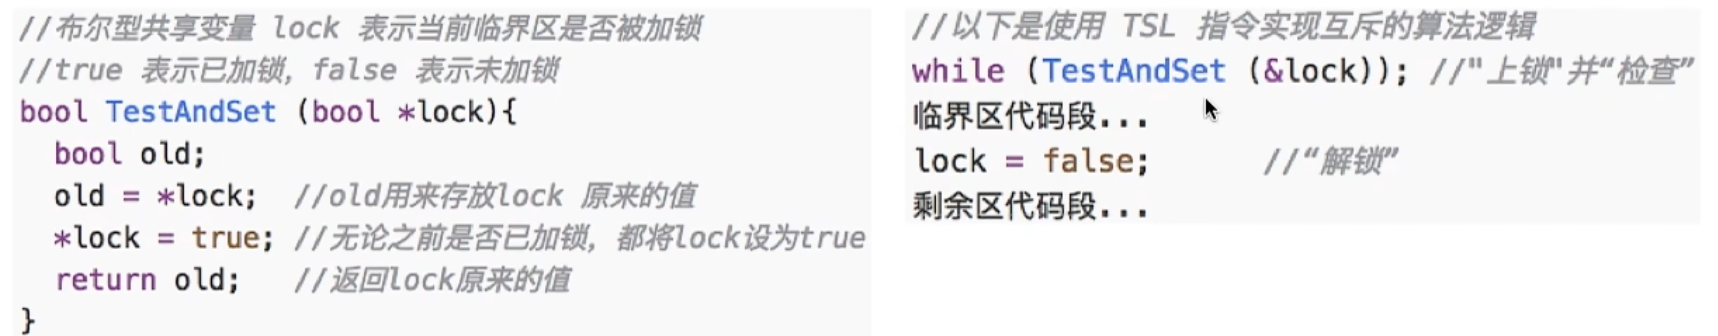 //布尔型共享变量 lock 表示当前临界区是否被加锁
//true 表示已加锁，false 表示未加锁
bool TestAndSet (bool *lock){
  bool old;
  old = *lock;  //old用来存放lock 原来的值
  *lock = true; //无论之前是否已加锁，都将lock设为true
  return old;   //返回lock原来的值
}
//以下是使用 TSL 指令实现互斥的算法逻辑
while (TestAndSet (&lock)); //"上锁"并“检查”
临界区代码段...
lock = false;       //“解锁”
剩余区代码段...